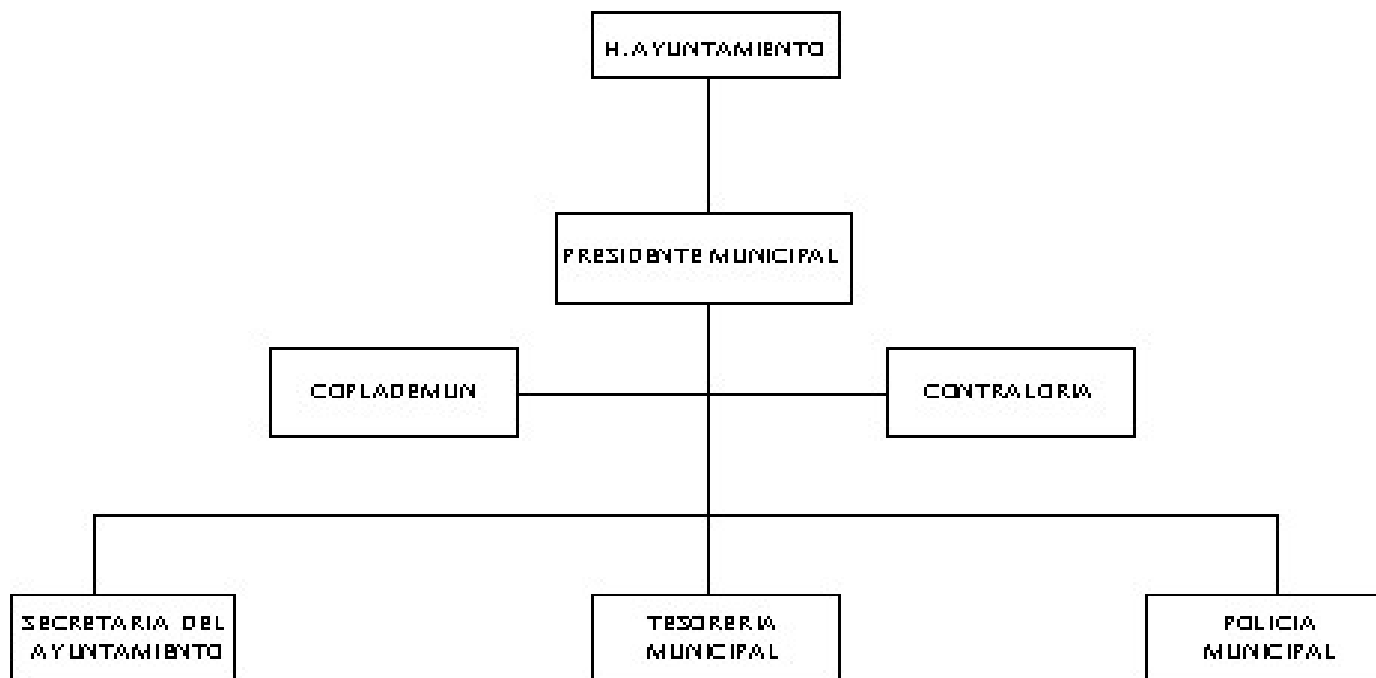 H. AYUNTAMIENTO
PRESIDENTE MUNICIPAL
COPLADEMUN
CONTRALORIA
SECRETARIA DEL
AYUNTAMIENTO
TESORERIA
MUNICIPAL
POLICIA
MUNICIPAL